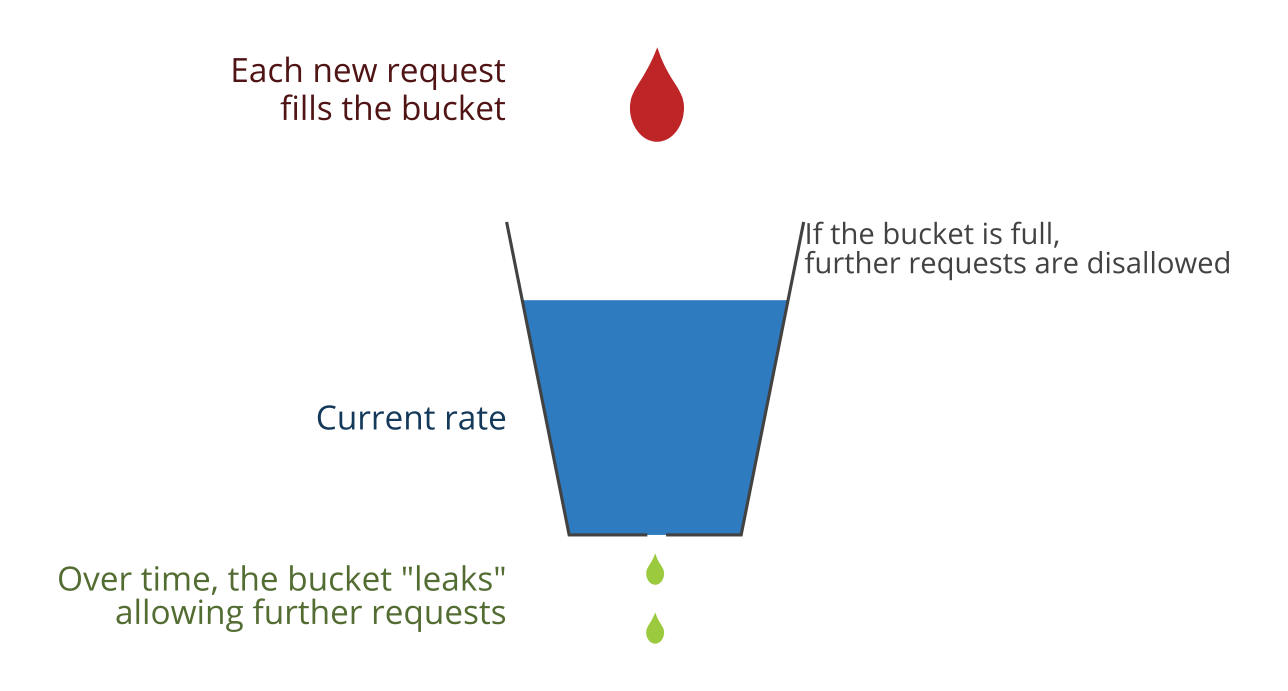 Each new request
fills the bucket
If the bucket is full,
further requests are disallowed
Current rate
Over time, the bucket "leaks"
allowing further requests